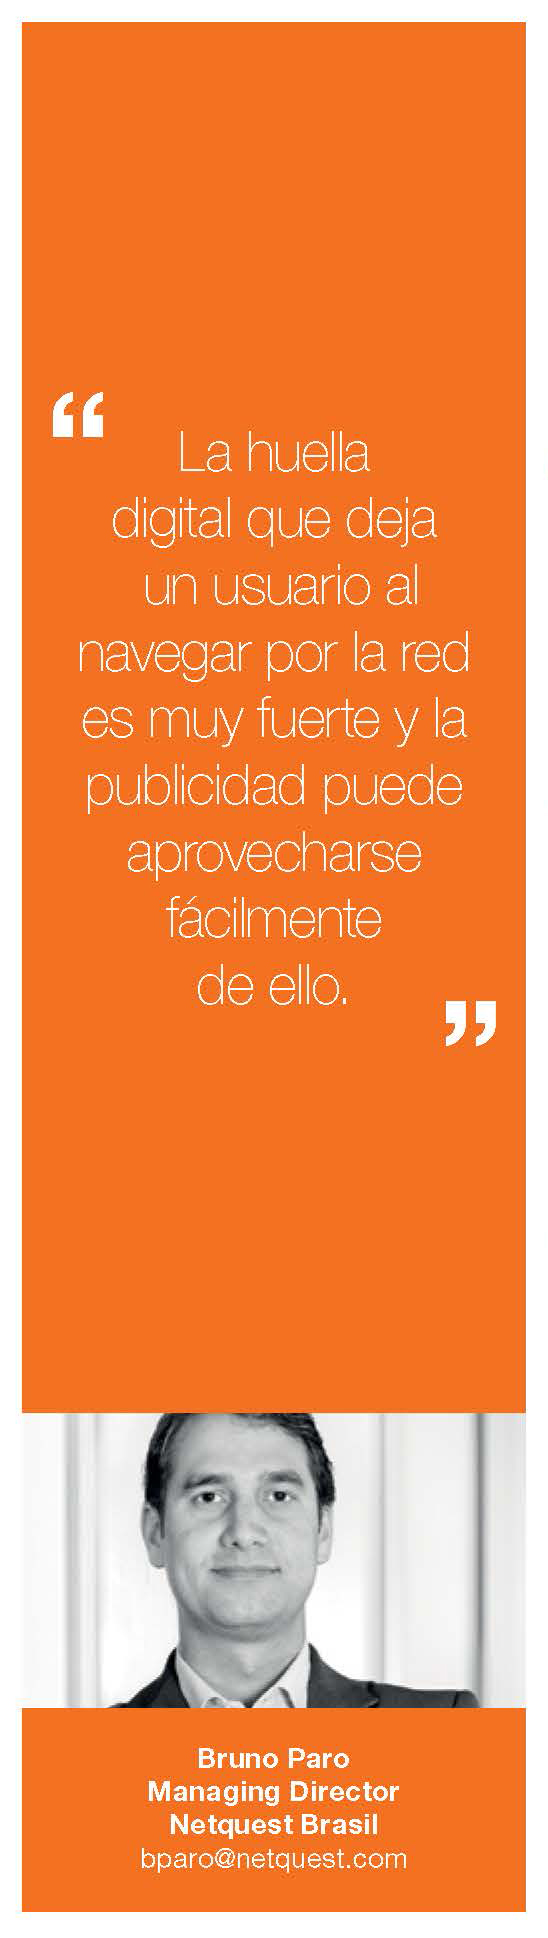 “ La huella
digital que deja
un usuario al
navegar por la red
es muy fuerte y la
publicidad puede
aprovecharse
fácilmente
de ello. ”
Bruno Paro
Managing Director
Netquest Brasil
bparo@netquest.com